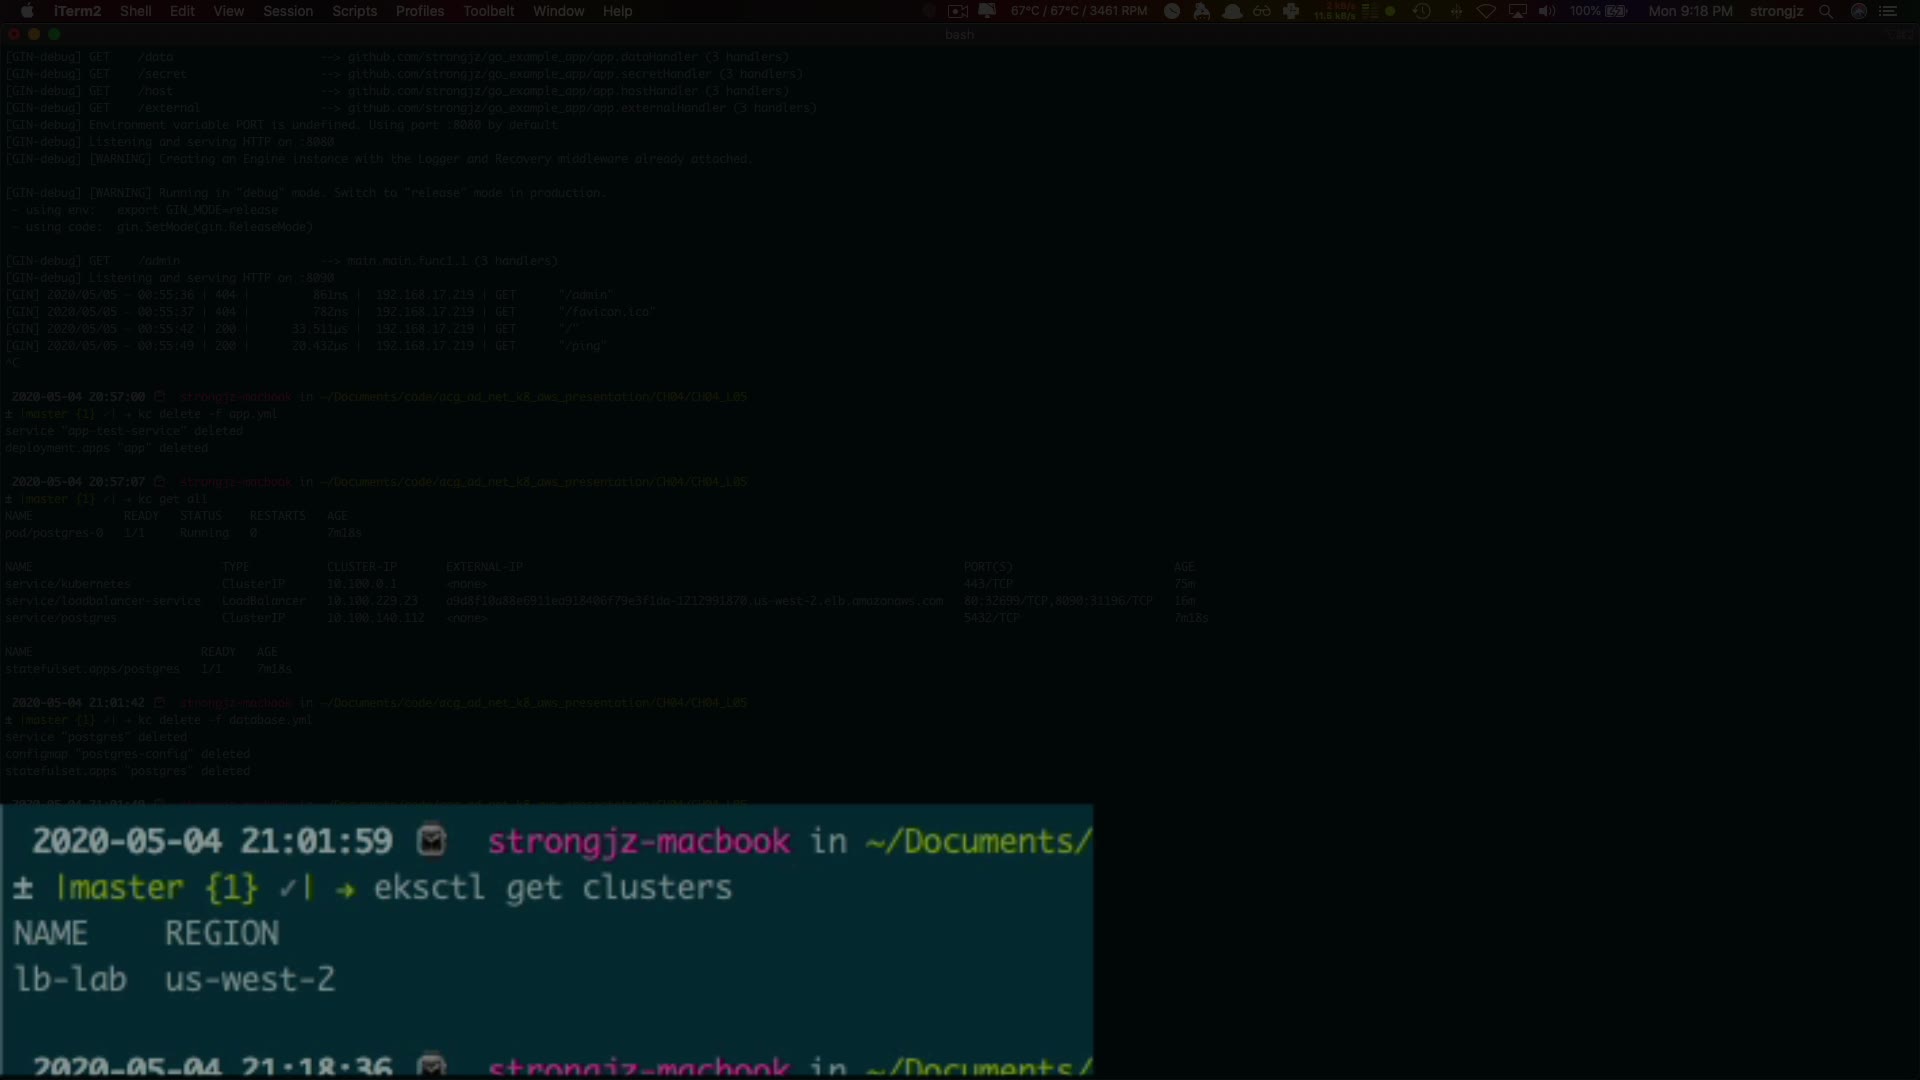 iTerm2 Shell Edit View Session Scripts Profiles Toolbelt Window Help 67°C / 67°C / 3461 RPM 2 kB/s 11.5 kB/s 100% Mon 9:18 PM strongjz
bash
[GIN-debug] GET /data --> github.com/strongjz/go_example_app/app.dataHandler (3 handlers)
[GIN-debug] GET /secret --> github.com/strongjz/go_example_app/app.secretHandler (3 handlers)
[GIN-debug] GET /host --> github.com/strongjz/go_example_app/app.hostHandler (3 handlers)
[GIN-debug] GET /external --> github.com/strongjz/go_example_app/app.externalHandler (3 handlers)
[GIN-debug] Environment variable PORT is undefined. Using port :8080 by default
[GIN-debug] Listening and serving HTTP on :8080
[GIN-debug] [WARNING] Creating an Engine instance with the Logger and Recovery middleware already attached.
[GIN-debug] [WARNING] Running in "debug" mode. Switch to "release" mode in production.
- using env: export GIN_MODE=release
- using code: gin.SetMode(gin.ReleaseMode)
[GIN-debug] GET /admin --> main.main.func1.1 (3 handlers)
[GIN-debug] Listening and serving HTTP on :8090
[GIN] 2020/05/05 - 00:55:36 | 404 | 861ns | 192.168.17.219 | GET "/admin"
[GIN] 2020/05/05 - 00:55:37 | 404 | 782ns | 192.168.17.219 | GET "/favicon.ico"
[GIN] 2020/05/05 - 00:55:42 | 200 | 33.511µs | 192.168.17.219 | GET "/"
[GIN] 2020/05/05 - 00:55:49 | 200 | 20.432µs | 192.168.17.219 | GET "/ping"
^C
2020-05-04 20:57:00 strongjz-macbook in ~/Documents/code/acg_ad_net_k8_aws_presentation/CH04/CH04_L05
± |master {1} ✓| → kc delete -f app.yml
service "app-test-service" deleted
deployment.apps "app" deleted
2020-05-04 20:57:07 strongjz-macbook in ~/Documents/code/acg_ad_net_k8_aws_presentation/CH04/CH04_L05
± |master {1} ✓| → kc get all
NAME READY STATUS RESTARTS AGE
pod/postgres-0 1/1 Running 0 7m18s
NAME TYPE CLUSTER-IP EXTERNAL-IP PORT(S) AGE
service/kubernetes ClusterIP 10.100.0.1 <none> 443/TCP 75m
service/loadbalancer-service LoadBalancer 10.100.229.23 a9d8f10a88e6911ea918406f79e3f1da-1212991870.us-west-2.elb.amazonaws.com 80:32699/TCP,8090:31196/TCP 16m
service/postgres ClusterIP 10.100.140.112 <none> 5432/TCP 7m18s
NAME READY AGE
statefulset.apps/postgres 1/1 7m18s
2020-05-04 21:01:42 strongjz-macbook in ~/Documents/code/acg_ad_net_k8_aws_presentation/CH04/CH04_L05
± |master {1} ✓| → kc delete -f database.yml
service "postgres" deleted
configmap "postgres-config" deleted
statefulset.apps "postgres" deleted
2020-05-04 21:01:59 strongjz-macbook in ~/Documents/
± |master {1} ✓| → eksctl get clusters
NAME REGION
lb-lab us-west-2
2020-05-04 21:18:36 strongjz-macbook in ~/Documents/